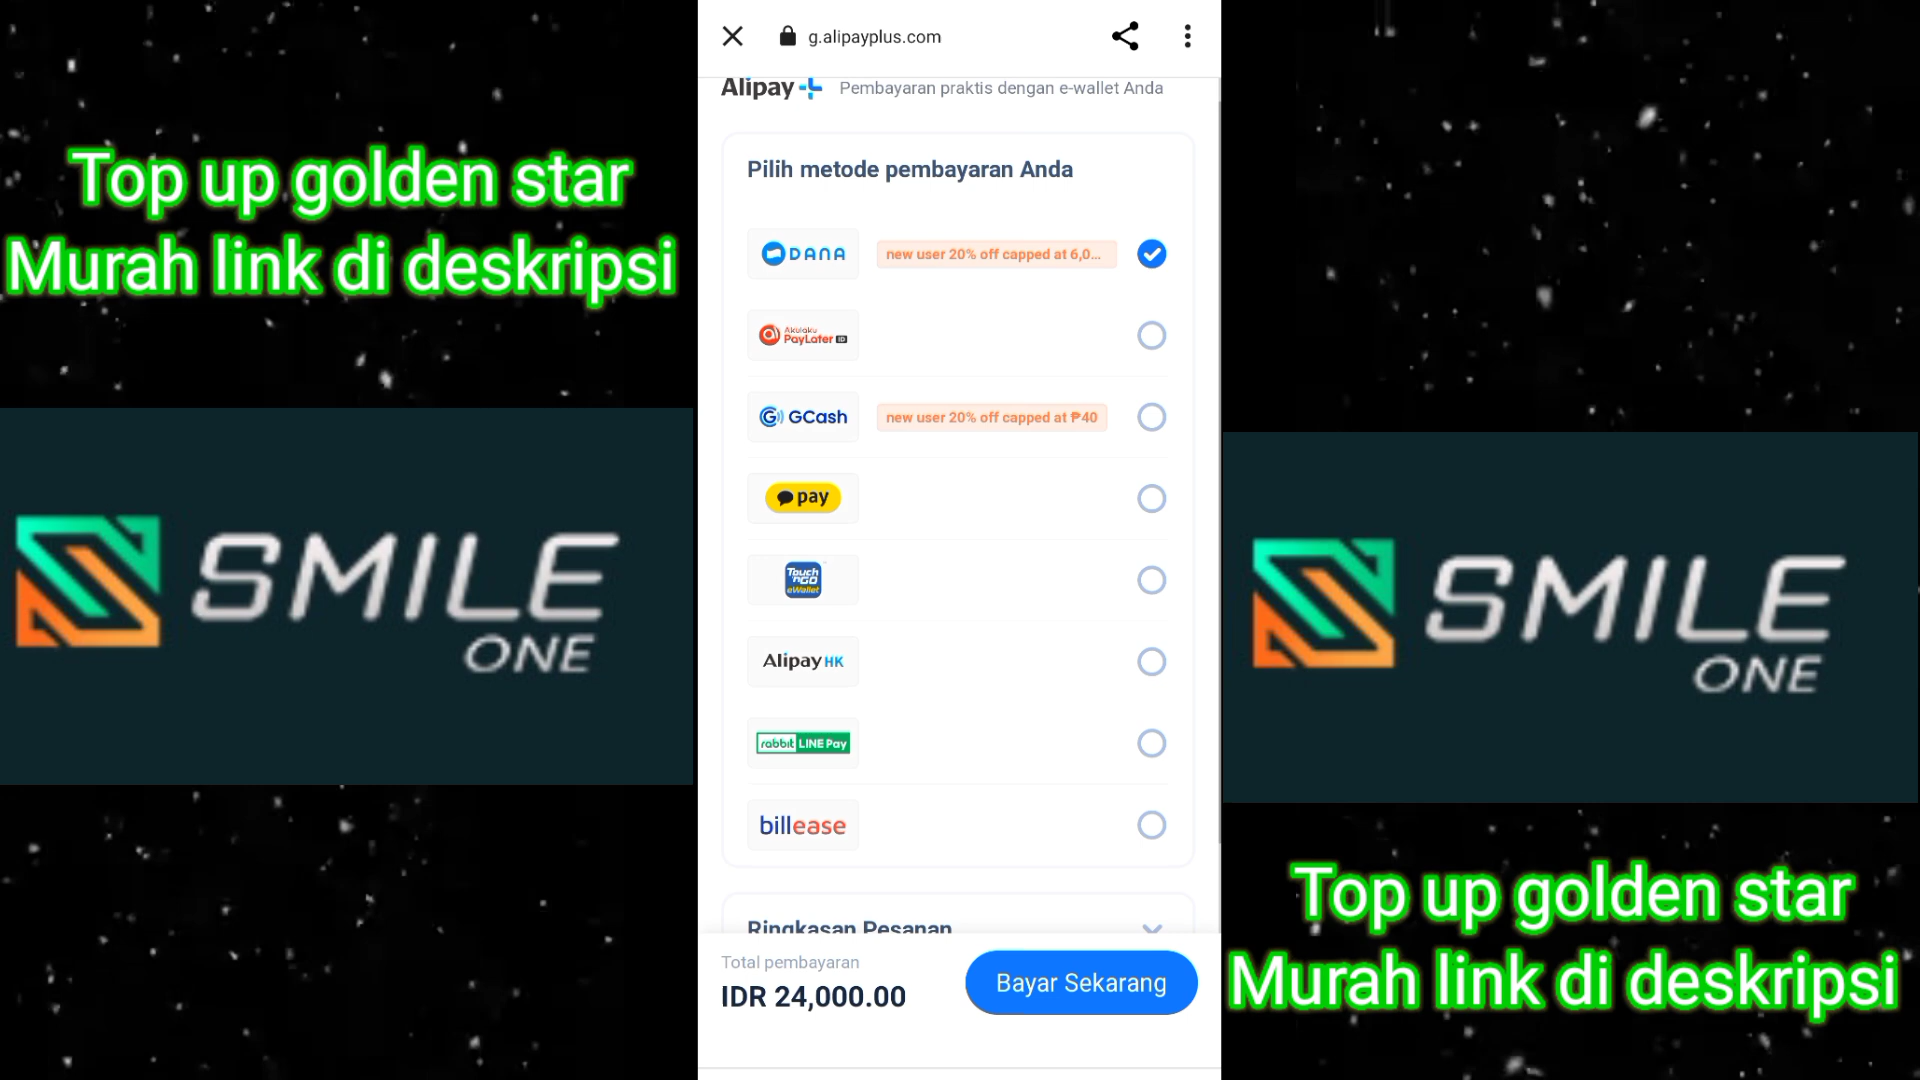 Top up golden star
Murah link di deskripsi
SMILE
ONE
g.alipayplus.com
Alipay+ Pembayaran praktis dengan e-wallet Anda
Pilih metode pembayaran Anda
DANA new user 20% off capped at 6,0...
Akulaku
PayLater ID
GCash new user 20% off capped at ₱40
pay
Touch
'nGO
eWallet
Alipay HK
rabbit LINE Pay
billease
Ringkasan Pesanan
Total pembayaran
IDR 24,000.00
Bayar Sekarang
SMILE
ONE
Top up golden star
Murah link di deskripsi